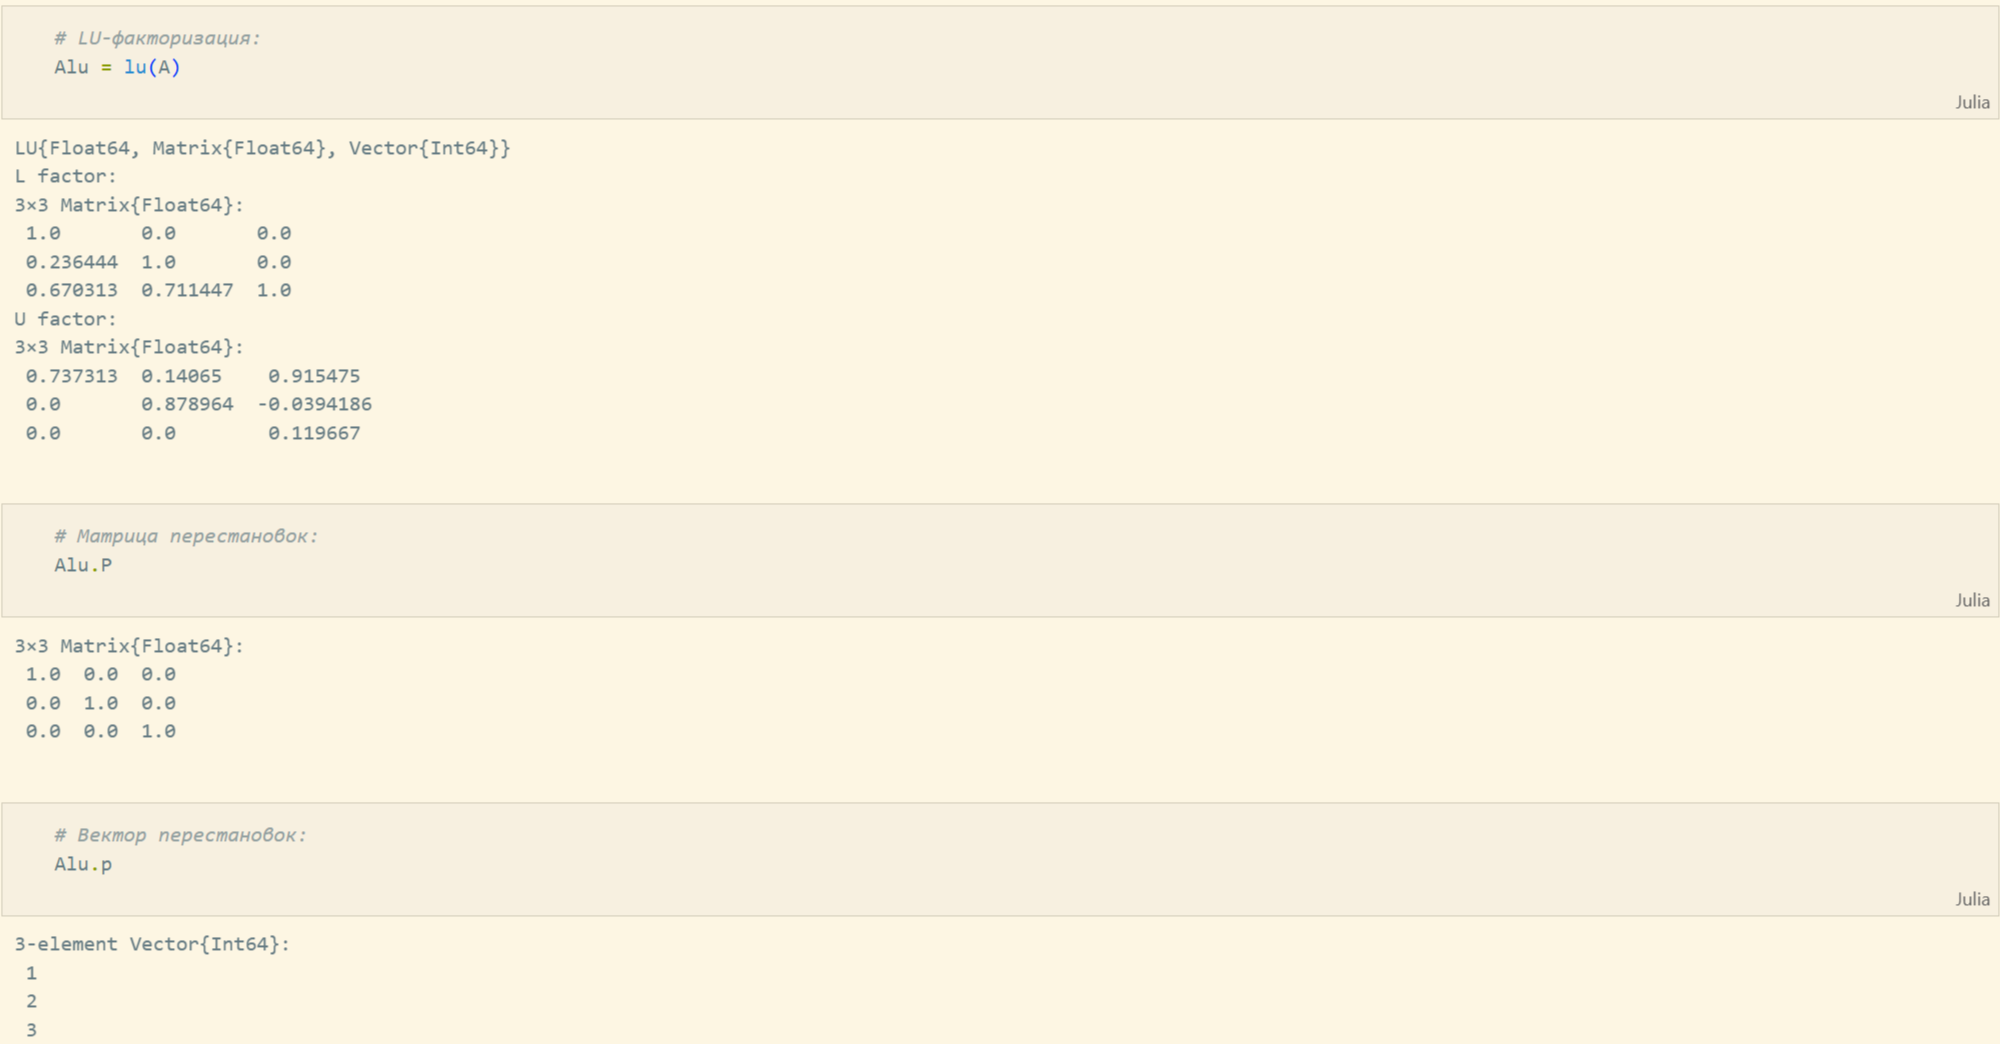 # LU-факторизация:
Alu = lu(A)
Julia
LU{Float64, Matrix{Float64}, Vector{Int64}}
L factor:
3×3 Matrix{Float64}:
1.0 0.0 0.0
0.236444 1.0 0.0
0.670313 0.711447 1.0
U factor:
3×3 Matrix{Float64}:
0.737313 0.14065 0.915475
0.0 0.878964 -0.0394186
0.0 0.0 0.119667
# Матрица перестановок:
Alu.P
Julia
3×3 Matrix{Float64}:
1.0 0.0 0.0
0.0 1.0 0.0
0.0 0.0 1.0
# Вектор перестановок:
Alu.p
Julia
3-element Vector{Int64}:
1
2
3